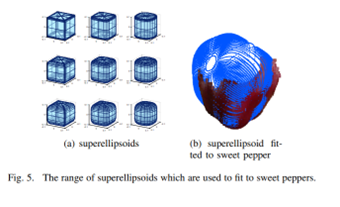 (a) superellipsoids
(b) superellipsoid fit-
ted to sweet pepper
Fig. 5. The range of superellipsoids which are used to fit to sweet peppers.